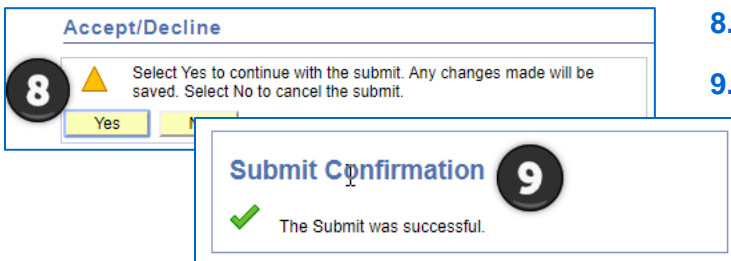 Accept/Decline
8.
8
Select Yes to continue with the submit. Any changes made will be
saved. Select No to cancel the submit.
9.
Yes
Submit Confirmation
9
The Submit was successful.